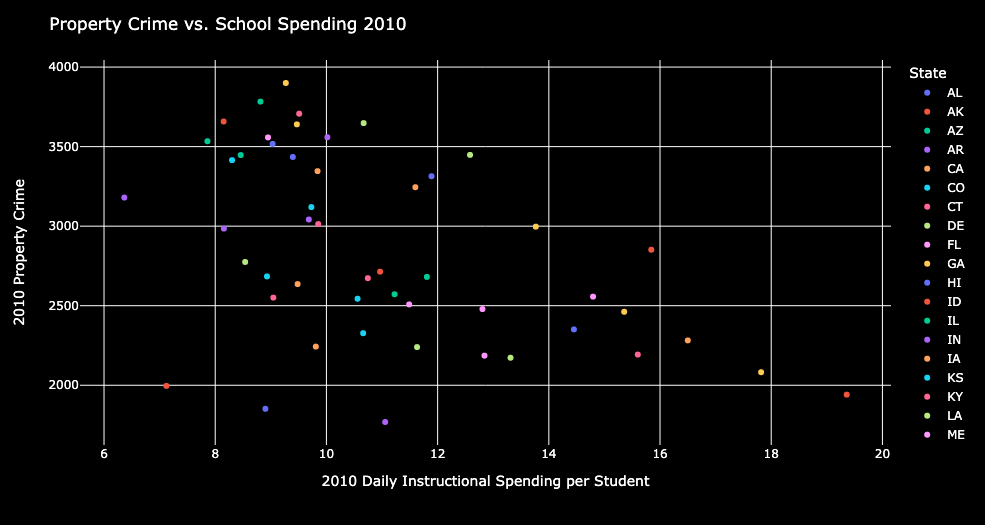 Property Crime vs. School Spending 2010
State
AL
AK
AZ
AR
CA
CO
CT
DE
FL
GA
HI
ID
IL
IN
IA
KS
KY
LA
ME
4000
3500
3000
2500
2000
2010 Property Crime
6 8 10 12 14 16 18 20
2010 Daily Instructional Spending per Student